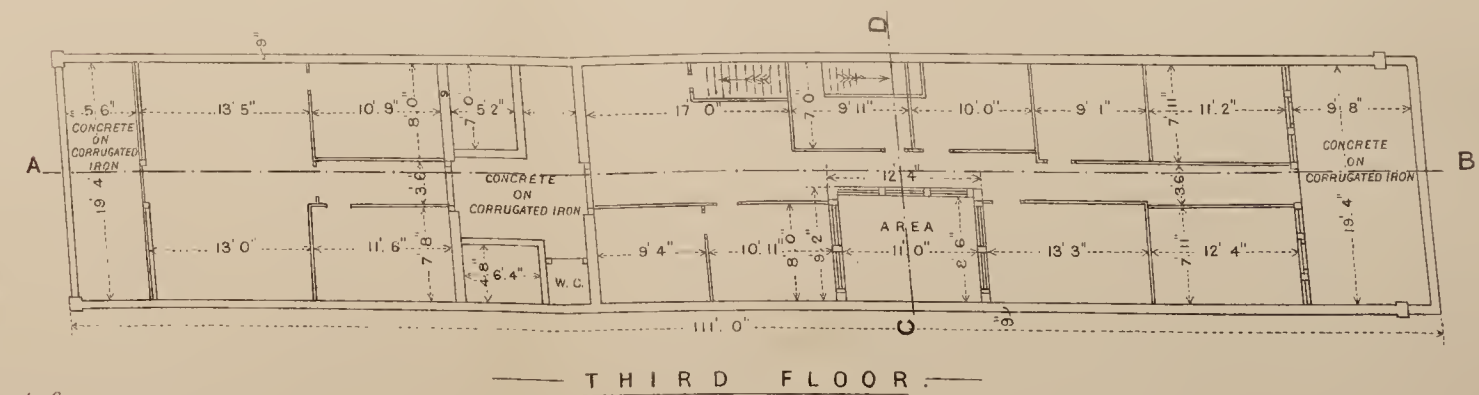 D
9"
5' 6"
13' 5"
10' 9"
8' 0"
9
7' 0"
5' 2"
17' 0"
7' 0"
9' 11"
10' 0"
9' 1"
7' 11"
11' 2"
9' 8"
CONCRETE
ON
CORRUGATED
IRON
A
19' 4"
3' 6"
CONCRETE
ON
CORRUGATED IRON
12' 4"
3' 6"
CONCRETE
ON
CORRUGATED IRON
B
19' 4"
13' 0"
11' 6"
7' 8"
4' 8"
6' 4"
W. C.
9' 4"
10' 11"
8' 0"
9' 2"
AREA
11' 0"
8' 6"
13' 3"
7' 11"
12' 4"
111' 0"
C
9"
THIRD FLOOR.